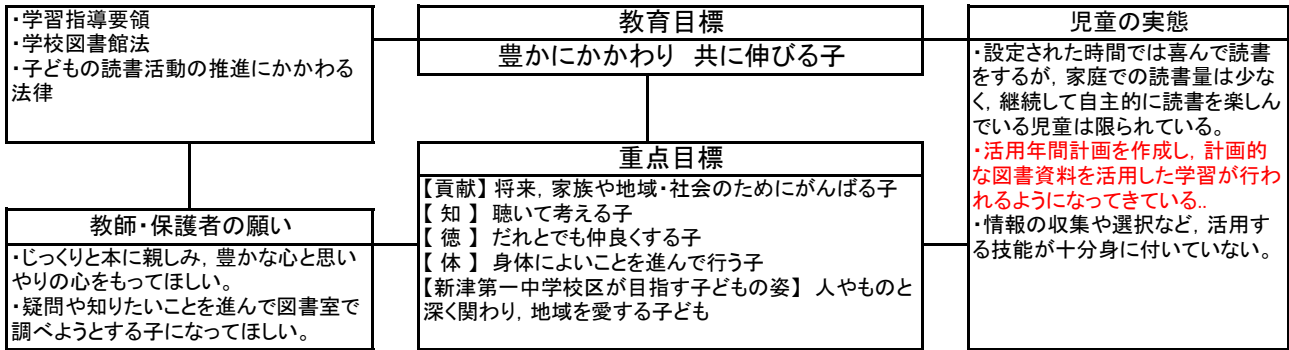 ・学習指導要領
・学校図書館法
・子どもの読書活動の推進にかかわる
法律
教育目標
豊かにかかわり 共に伸びる子
児童の実態
・設定された時間では喜んで読書
をするが，家庭での読書量は少な
く，継続して自主的に読書を楽しん
でいる児童は限られている。
・活用年間計画を作成し，計画的
な図書資料を活用した学習が行わ
れるようになってきている..
・情報の収集や選択など，活用す
る技能が十分身に付いていない。
教師・保護者の願い
・じっくりと本に親しみ，豊かな心と思い
やりの心をもってほしい。
・疑問や知りたいことを進んで図書室で
調べようとする子になってほしい。
重点目標
【貢献】 将来，家族や地域・社会のためにがんばる子
【 知 】 聴いて考える子
【 徳 】 だれとでも仲良くする子
【 体 】 身体によいことを進んで行う子
【新津第一中学校区が目指す子どもの姿】 人やものと
深く関わり，地域を愛する子ども